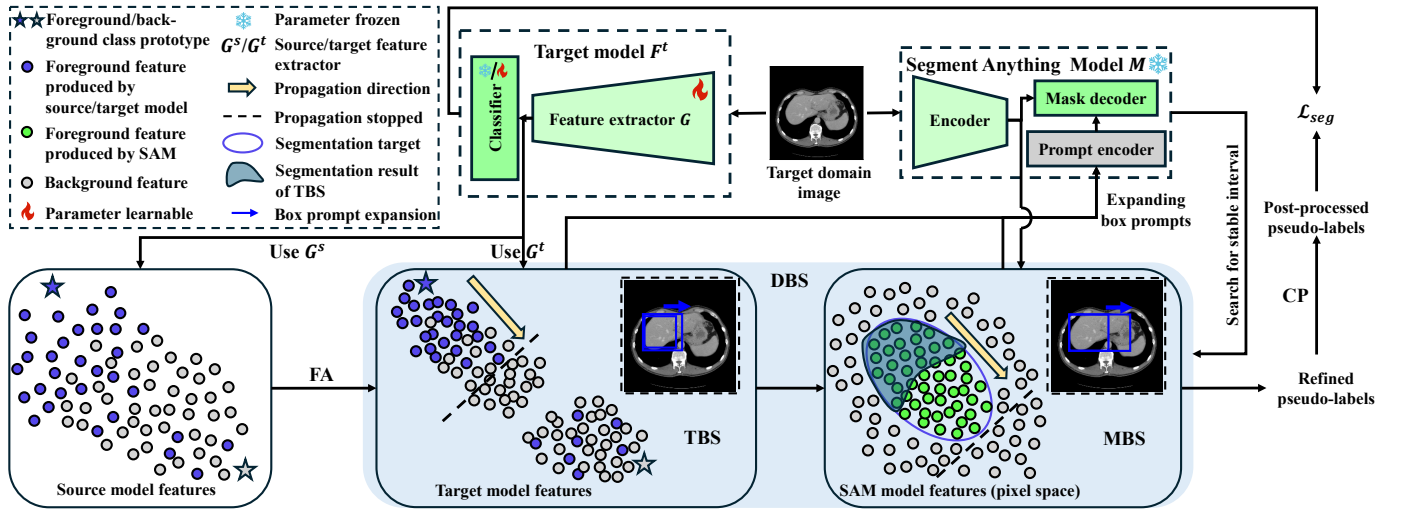 Foreground/back-
ground class prototype
Foreground feature
produced by
source/target model
Foreground feature
produced by SAM
Background feature
Parameter learnable
Parameter frozen
G^s/G^t Source/target feature
extractor
Propagation direction
Propagation stopped
Segmentation target
Segmentation result
of TBS
Box prompt expansion
Target model F^t
Classifier
/
Feature extractor G
Target domain
image
Segment Anything Model M
Encoder
Mask decoder
Prompt encoder
Expanding
box prompts
Search for stable interval
ℒ_seg
Post-processed
pseudo-labels
CP
Refined
pseudo-labels
Use G^s
Use G^t
DBS
FA
TBS
MBS
Source model features
Target model features
SAM model features (pixel space)